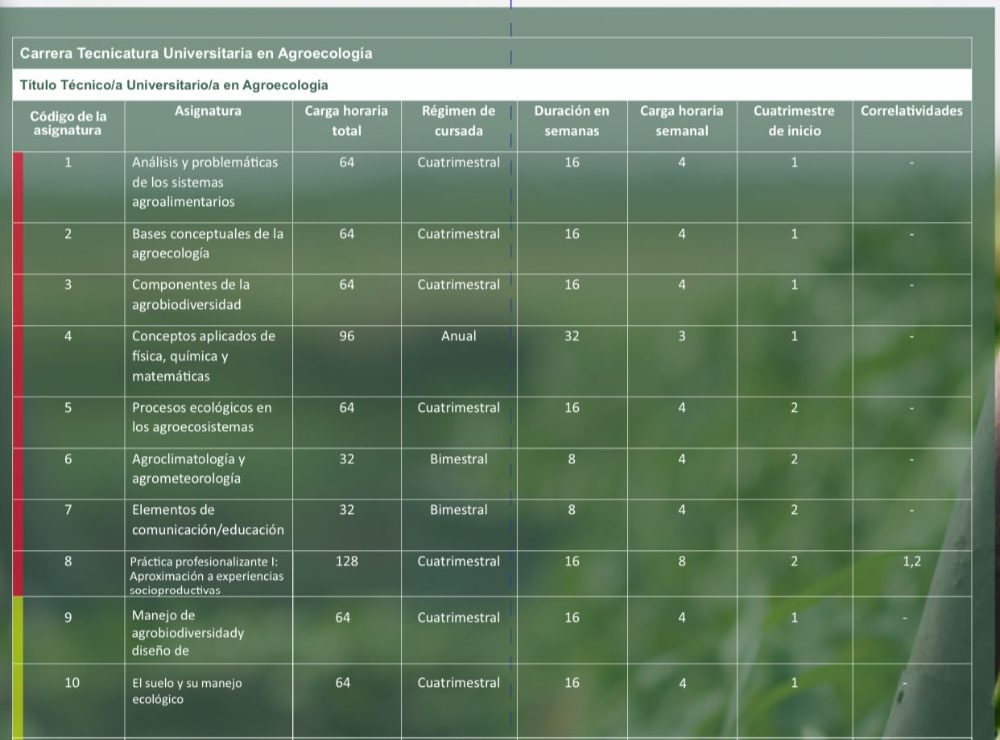 Carrera Tecnicatura Universitaria en Agroecología
Título Técnico/a Universitario/a en Agroecología
Código de la asignatura | Asignatura | Carga horaria total | Régimen de cursada | Duración en semanas | Carga horaria semanal | Cuatrimestre de inicio | Correlatividades
1 | Análisis y problemáticas de los sistemas agroalimentarios | 64 | Cuatrimestral | 16 | 4 | 1 | -
2 | Bases conceptuales de la agroecología | 64 | Cuatrimestral | 16 | 4 | 1 | -
3 | Componentes de la agrobiodiversidad | 64 | Cuatrimestral | 16 | 4 | 1 | -
4 | Conceptos aplicados de física, química y matemáticas | 96 | Anual | 32 | 3 | 1 | -
5 | Procesos ecológicos en los agroecosistemas | 64 | Cuatrimestral | 16 | 4 | 2 | -
6 | Agroclimatología y agrometeorología | 32 | Bimestral | 8 | 4 | 2 | -
7 | Elementos de comunicación/educación | 32 | Bimestral | 8 | 4 | 2 | -
8 | Práctica profesionalizante I: Aproximación a experiencias socioproductivas | 128 | Cuatrimestral | 16 | 8 | 2 | 1,2
9 | Manejo de agrobiodiversidady diseño de | 64 | Cuatrimestral | 16 | 4 | 1 | -
10 | El suelo y su manejo ecológico | 64 | Cuatrimestral | 16 | 4 | 1 | -